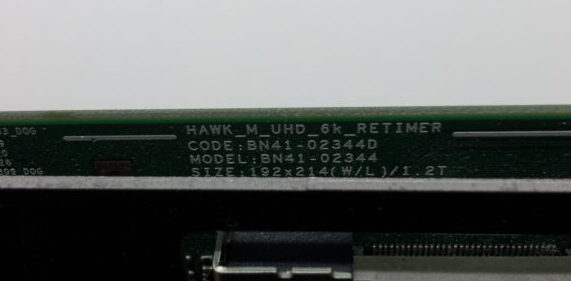 HAWK_M_UHD_6k_RETIMER
CODE:BN41-02344D
MODEL:BN41-02344
SIZE:192x214(W/L)/1.2T